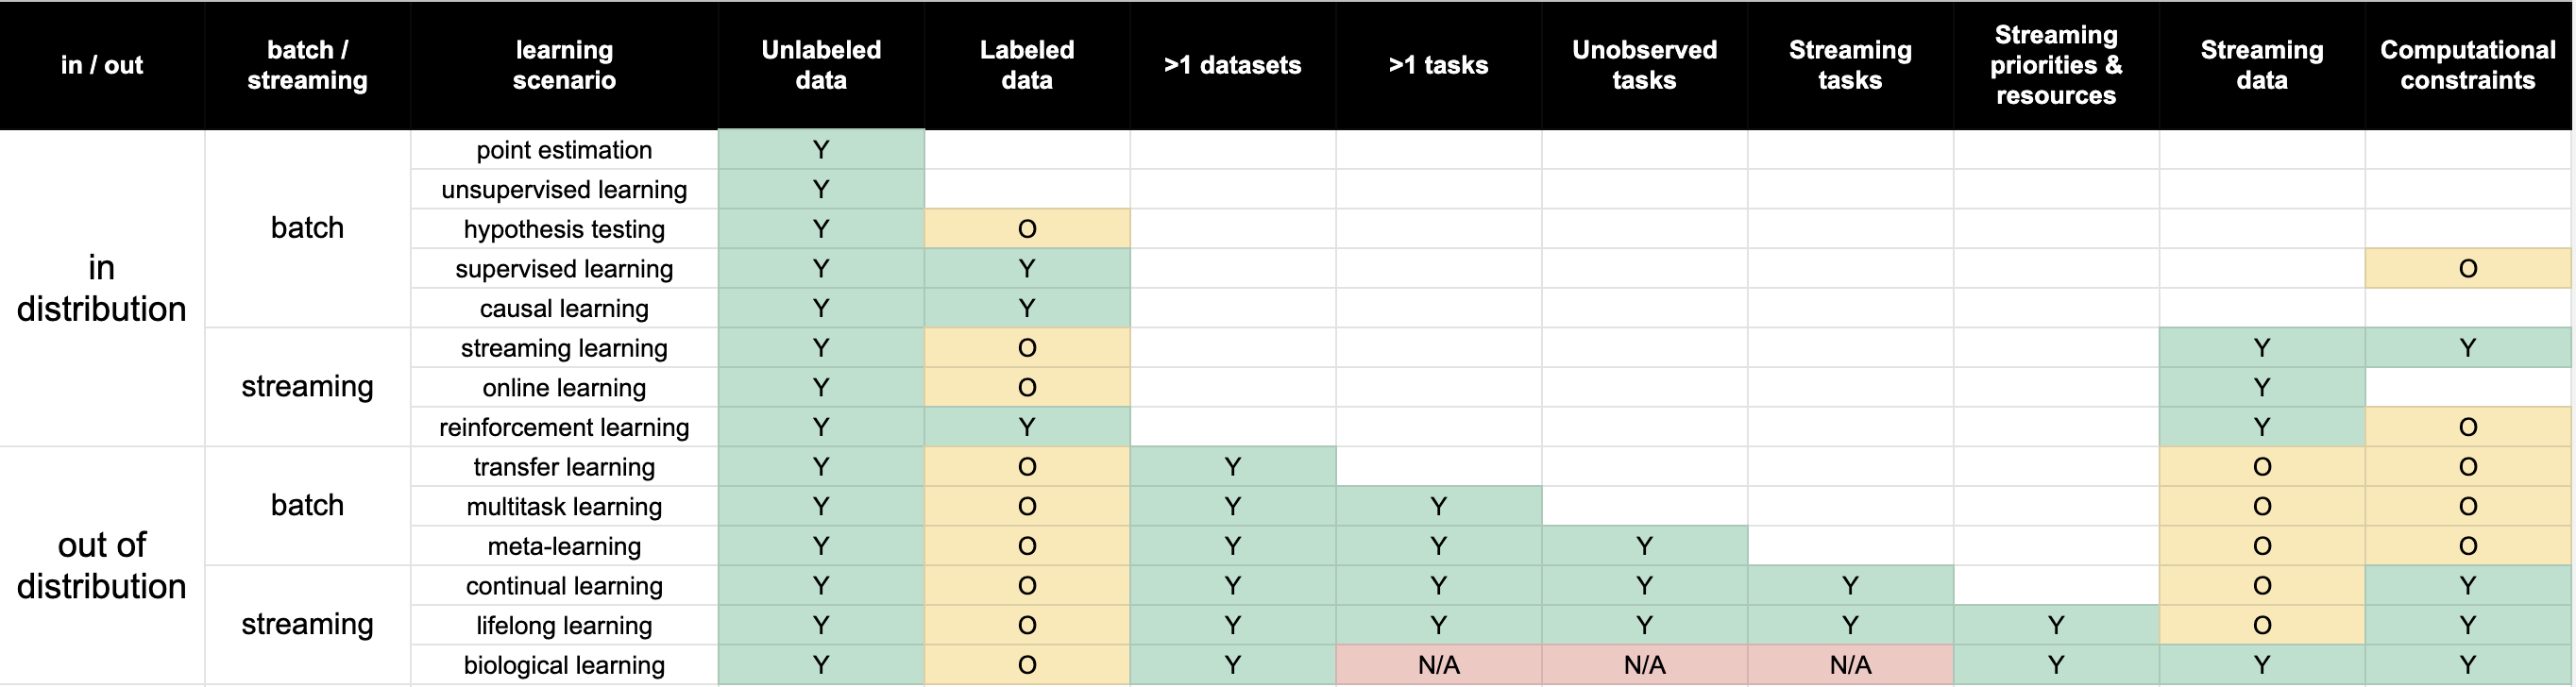 in / out
batch /
streaming
learning
scenario
Unlabeled
data
Labeled
data
>1 datasets
>1 tasks
Unobserved
tasks
Streaming
tasks
Streaming
priorities &
resources
Streaming
data
Computational
constraints
in
distribution
batch
point estimation Y
unsupervised learning Y
hypothesis testing Y O
supervised learning Y Y O
causal learning Y Y
streaming
streaming learning Y O Y Y
online learning Y O Y
reinforcement learning Y Y Y O
out of
distribution
batch
transfer learning Y O Y O O
multitask learning Y O Y Y O O
meta-learning Y O Y Y Y O O
streaming
continual learning Y O Y Y Y Y O Y
lifelong learning Y O Y Y Y Y Y O Y
biological learning Y O Y N/A N/A N/A Y Y Y